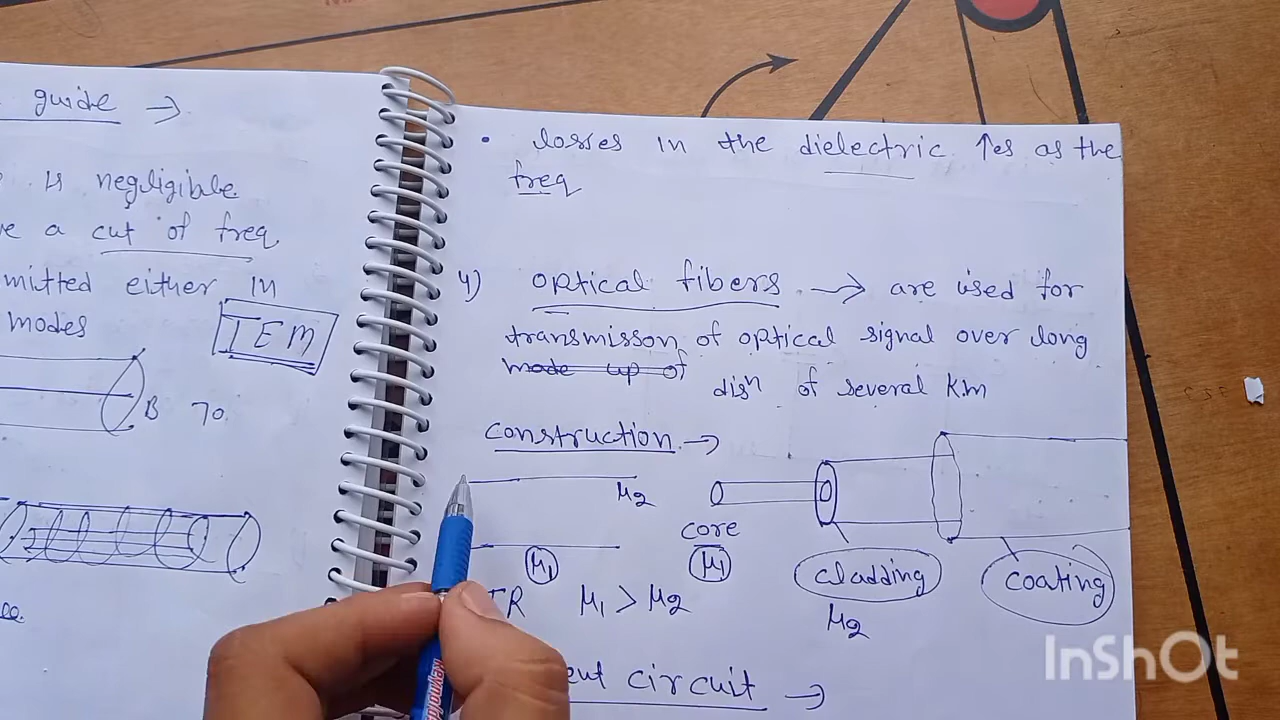 guide →
is negligible
a cut of freq
mitted either in
modes
TEM
B 70.
• losses in the dielectric ↑es as the
freq
4) optical fibers → are used for
transmisson of optical signal over long
made up of disn of several K.m
construction →
μ2
core
μ1
μ1
cladding
coating
TR μ1 > μ2
μ2
circuit →
InShOt